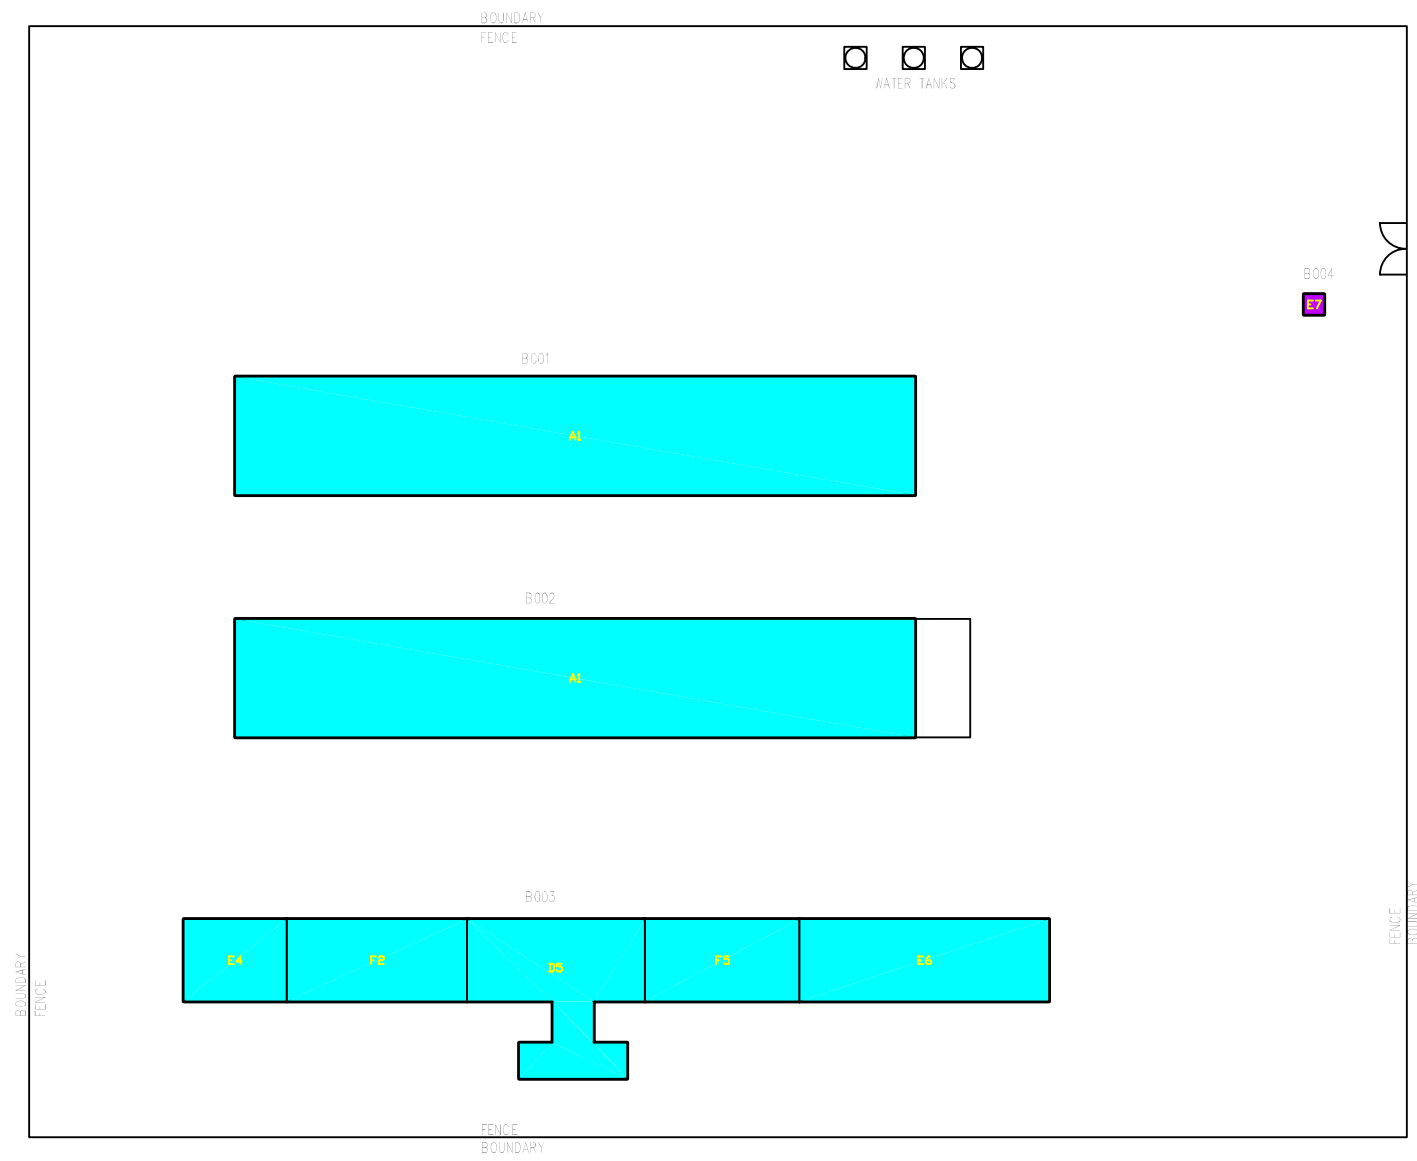 BOUNDARY
FENCE
WATER TANKS
B004
E7
B001
A1
B002
A1
B003
E4
F2
D5
F5
E6
FENCE
BOUNDARY
BOUNDARY
FENCE
FENCE
BOUNDARY